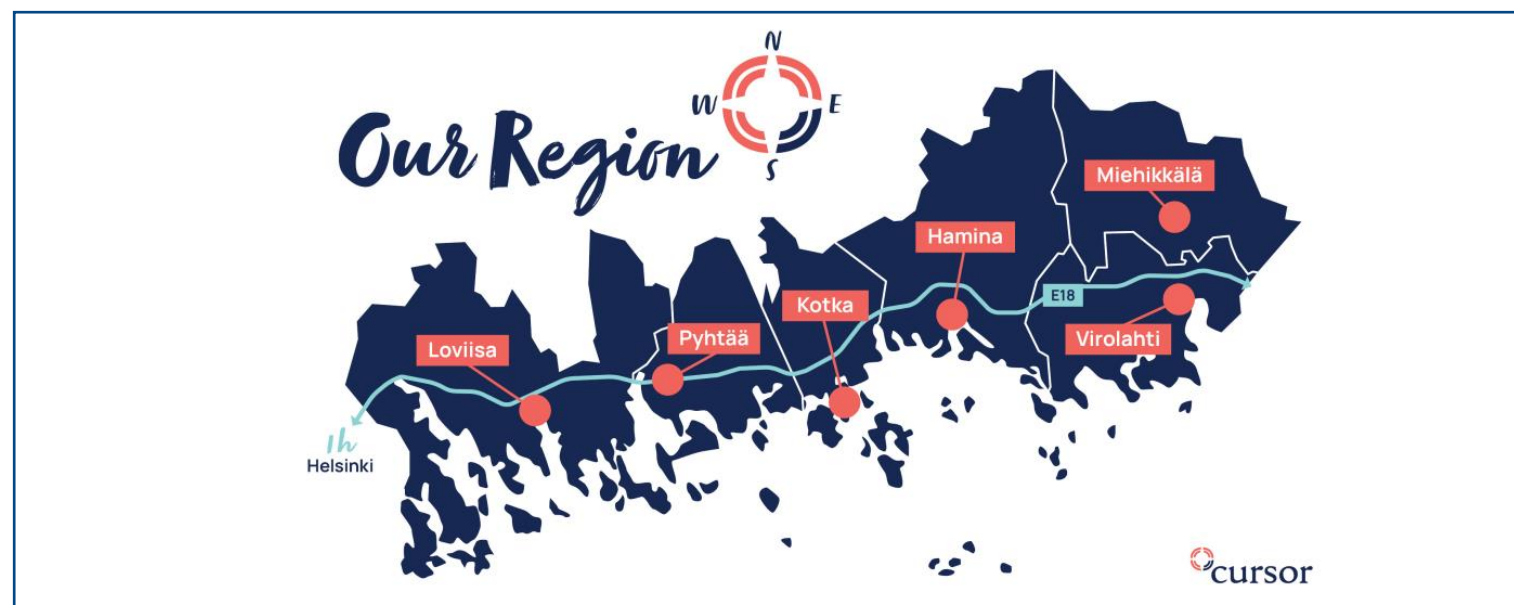 N
W
E
S
Our Region
Miehikkälä
Hamina
E18
Kotka
Pyhtää
Virolahti
Loviisa
1h
Helsinki
cursor